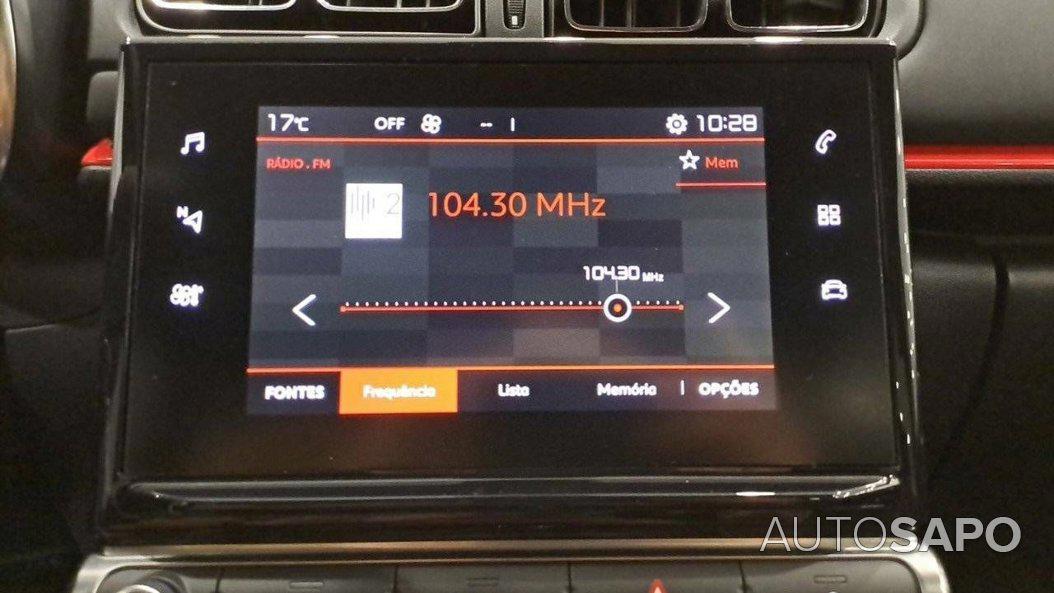 17°C OFF -- 10:28
RÁDIO . FM
Mem
2
104.30 MHz
104.30 MHz
N
FONTES Frequência Lista Memória OPÇÕES
AUTOSAPO